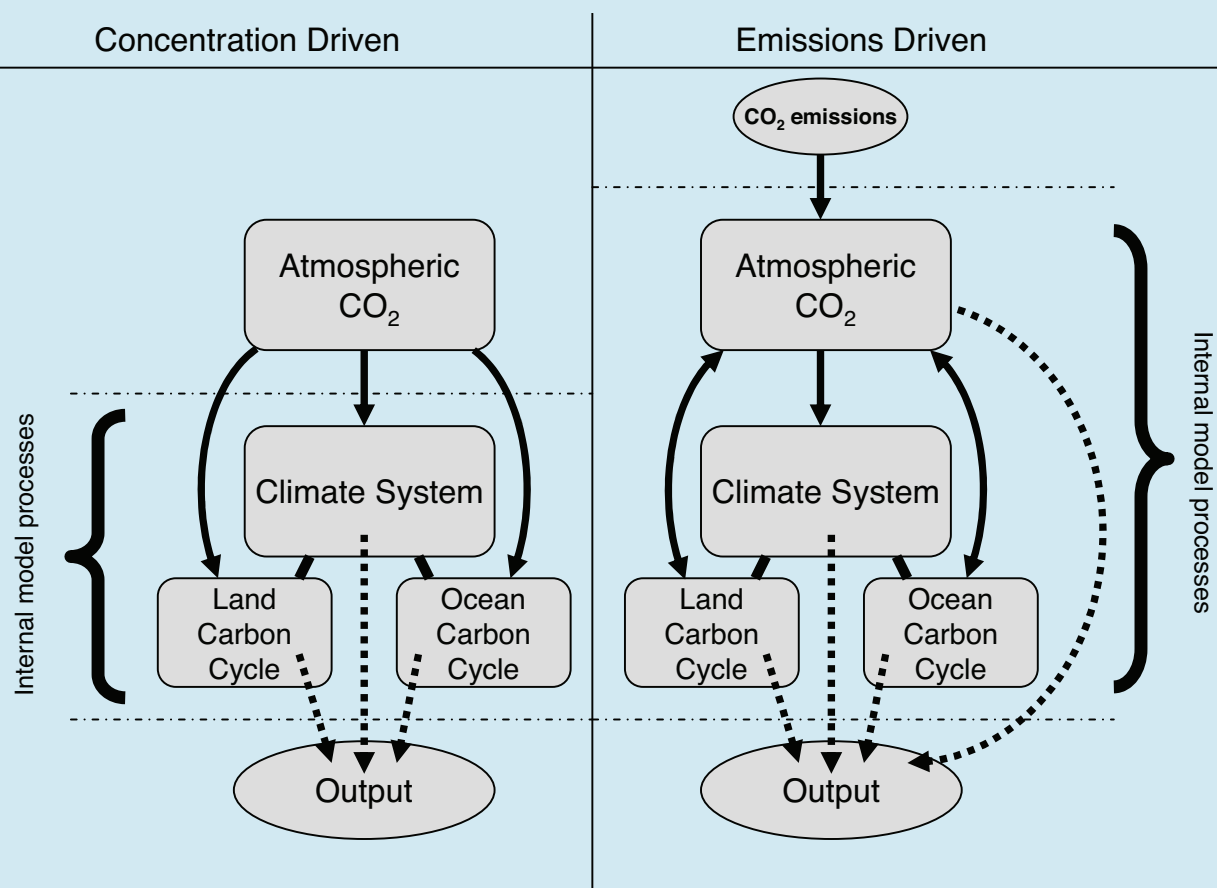 Concentration Driven
Emissions Driven
Atmospheric
CO₂
Climate System
Land
Carbon
Cycle
Ocean
Carbon
Cycle
Output
Internal model processes
CO₂ emissions
Atmospheric
CO₂
Climate System
Land
Carbon
Cycle
Ocean
Carbon
Cycle
Output
Internal model processes